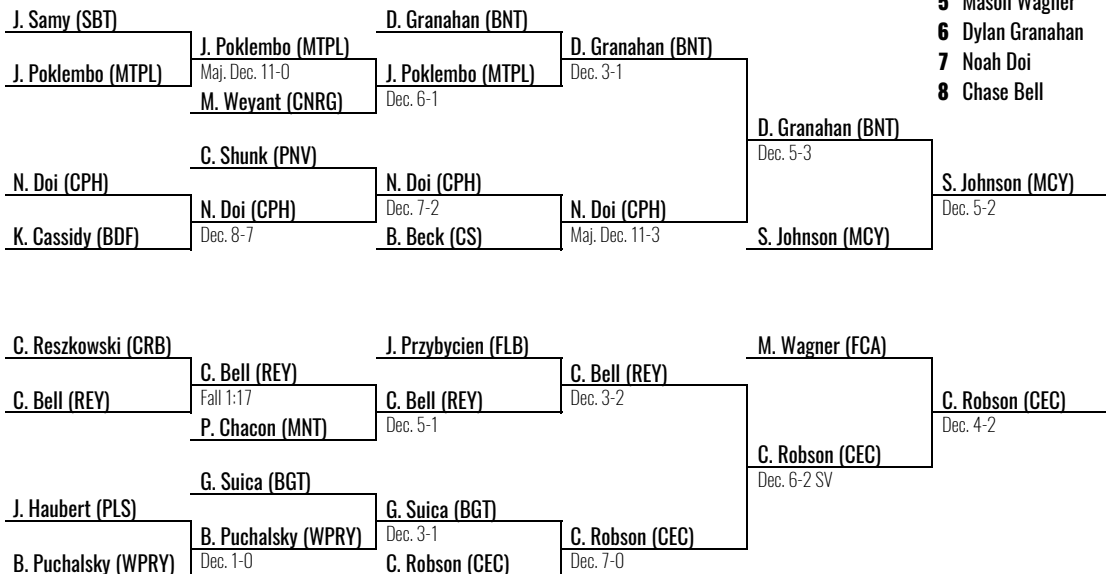 5 Mason Wagner
6 Dylan Granahan
7 Noah Doi
8 Chase Bell
J. Samy (SBT)
J. Poklembo (MTPL)
J. Poklembo (MTPL)
Maj. Dec. 11-0
M. Weyant (CNRG)
D. Granahan (BNT)
J. Poklembo (MTPL)
Dec. 6-1
D. Granahan (BNT)
Dec. 3-1
D. Granahan (BNT)
Dec. 5-3
C. Shunk (PNV)
N. Doi (CPH)
K. Cassidy (BDF)
N. Doi (CPH)
Dec. 8-7
N. Doi (CPH)
Dec. 7-2
B. Beck (CS)
N. Doi (CPH)
Maj. Dec. 11-3
S. Johnson (MCY)
S. Johnson (MCY)
Dec. 5-2
C. Reszkowski (CRB)
C. Bell (REY)
C. Bell (REY)
Fall 1:17
P. Chacon (MNT)
J. Przybycien (FLB)
C. Bell (REY)
Dec. 5-1
C. Bell (REY)
Dec. 3-2
M. Wagner (FCA)
C. Robson (CEC)
Dec. 6-2 SV
C. Robson (CEC)
Dec. 4-2
G. Suica (BGT)
J. Haubert (PLS)
B. Puchalsky (WPRY)
B. Puchalsky (WPRY)
Dec. 1-0
G. Suica (BGT)
Dec. 3-1
C. Robson (CEC)
C. Robson (CEC)
Dec. 7-0